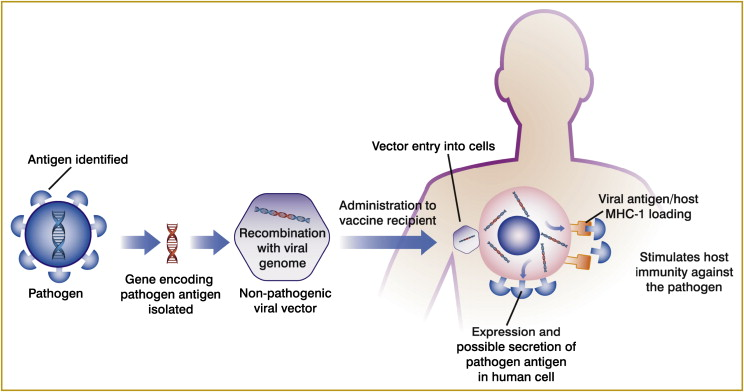 Antigen identified
Pathogen
Gene encoding
pathogen antigen
isolated
Recombination
with viral
genome
Non-pathogenic
viral vector
Administration to
vaccine recipient
Vector entry into cells
Viral antigen/host
MHC-1 loading
Stimulates host
immunity against
the pathogen
Expression and
possible secretion of
pathogen antigen
in human cell